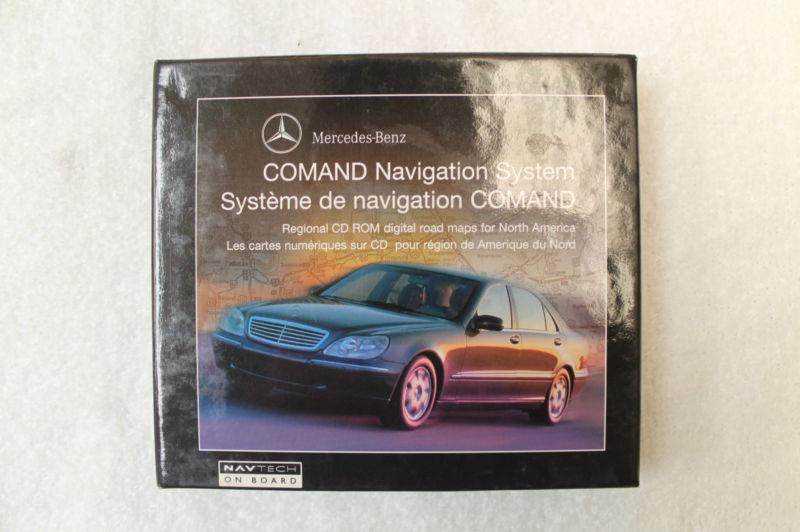 Mercedes-Benz
COMAND Navigation System
Système de navigation COMAND
Regional CD ROM digital road maps for North America
Les cartes numériques sur CD pour région de Amerique du Nord
NAVTECH
ON BOARD